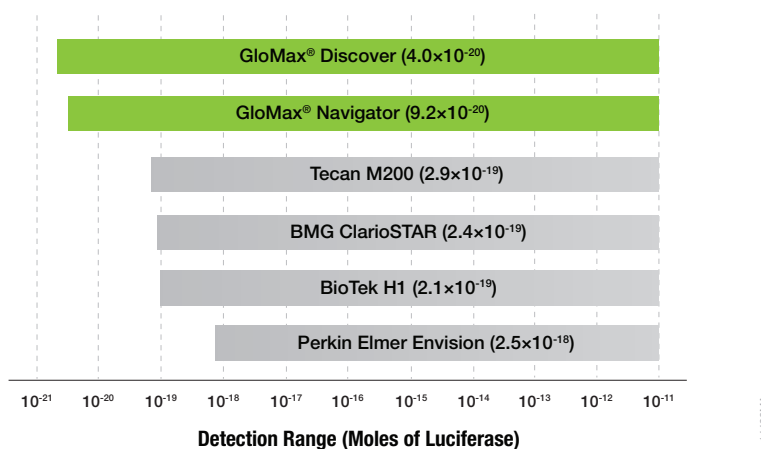 GloMax® Discover (4.0×10⁻²⁰)
GloMax® Navigator (9.2×10⁻²⁰)
Tecan M200 (2.9×10⁻¹⁹)
BMG ClarioSTAR (2.4×10⁻¹⁹)
BioTek H1 (2.1×10⁻¹⁹)
Perkin Elmer Envision (2.5×10⁻¹⁸)
10⁻²¹ 10⁻²⁰ 10⁻¹⁹ 10⁻¹⁸ 10⁻¹⁷ 10⁻¹⁶ 10⁻¹⁵ 10⁻¹⁴ 10⁻¹³ 10⁻¹² 10⁻¹¹
Detection Range (Moles of Luciferase)